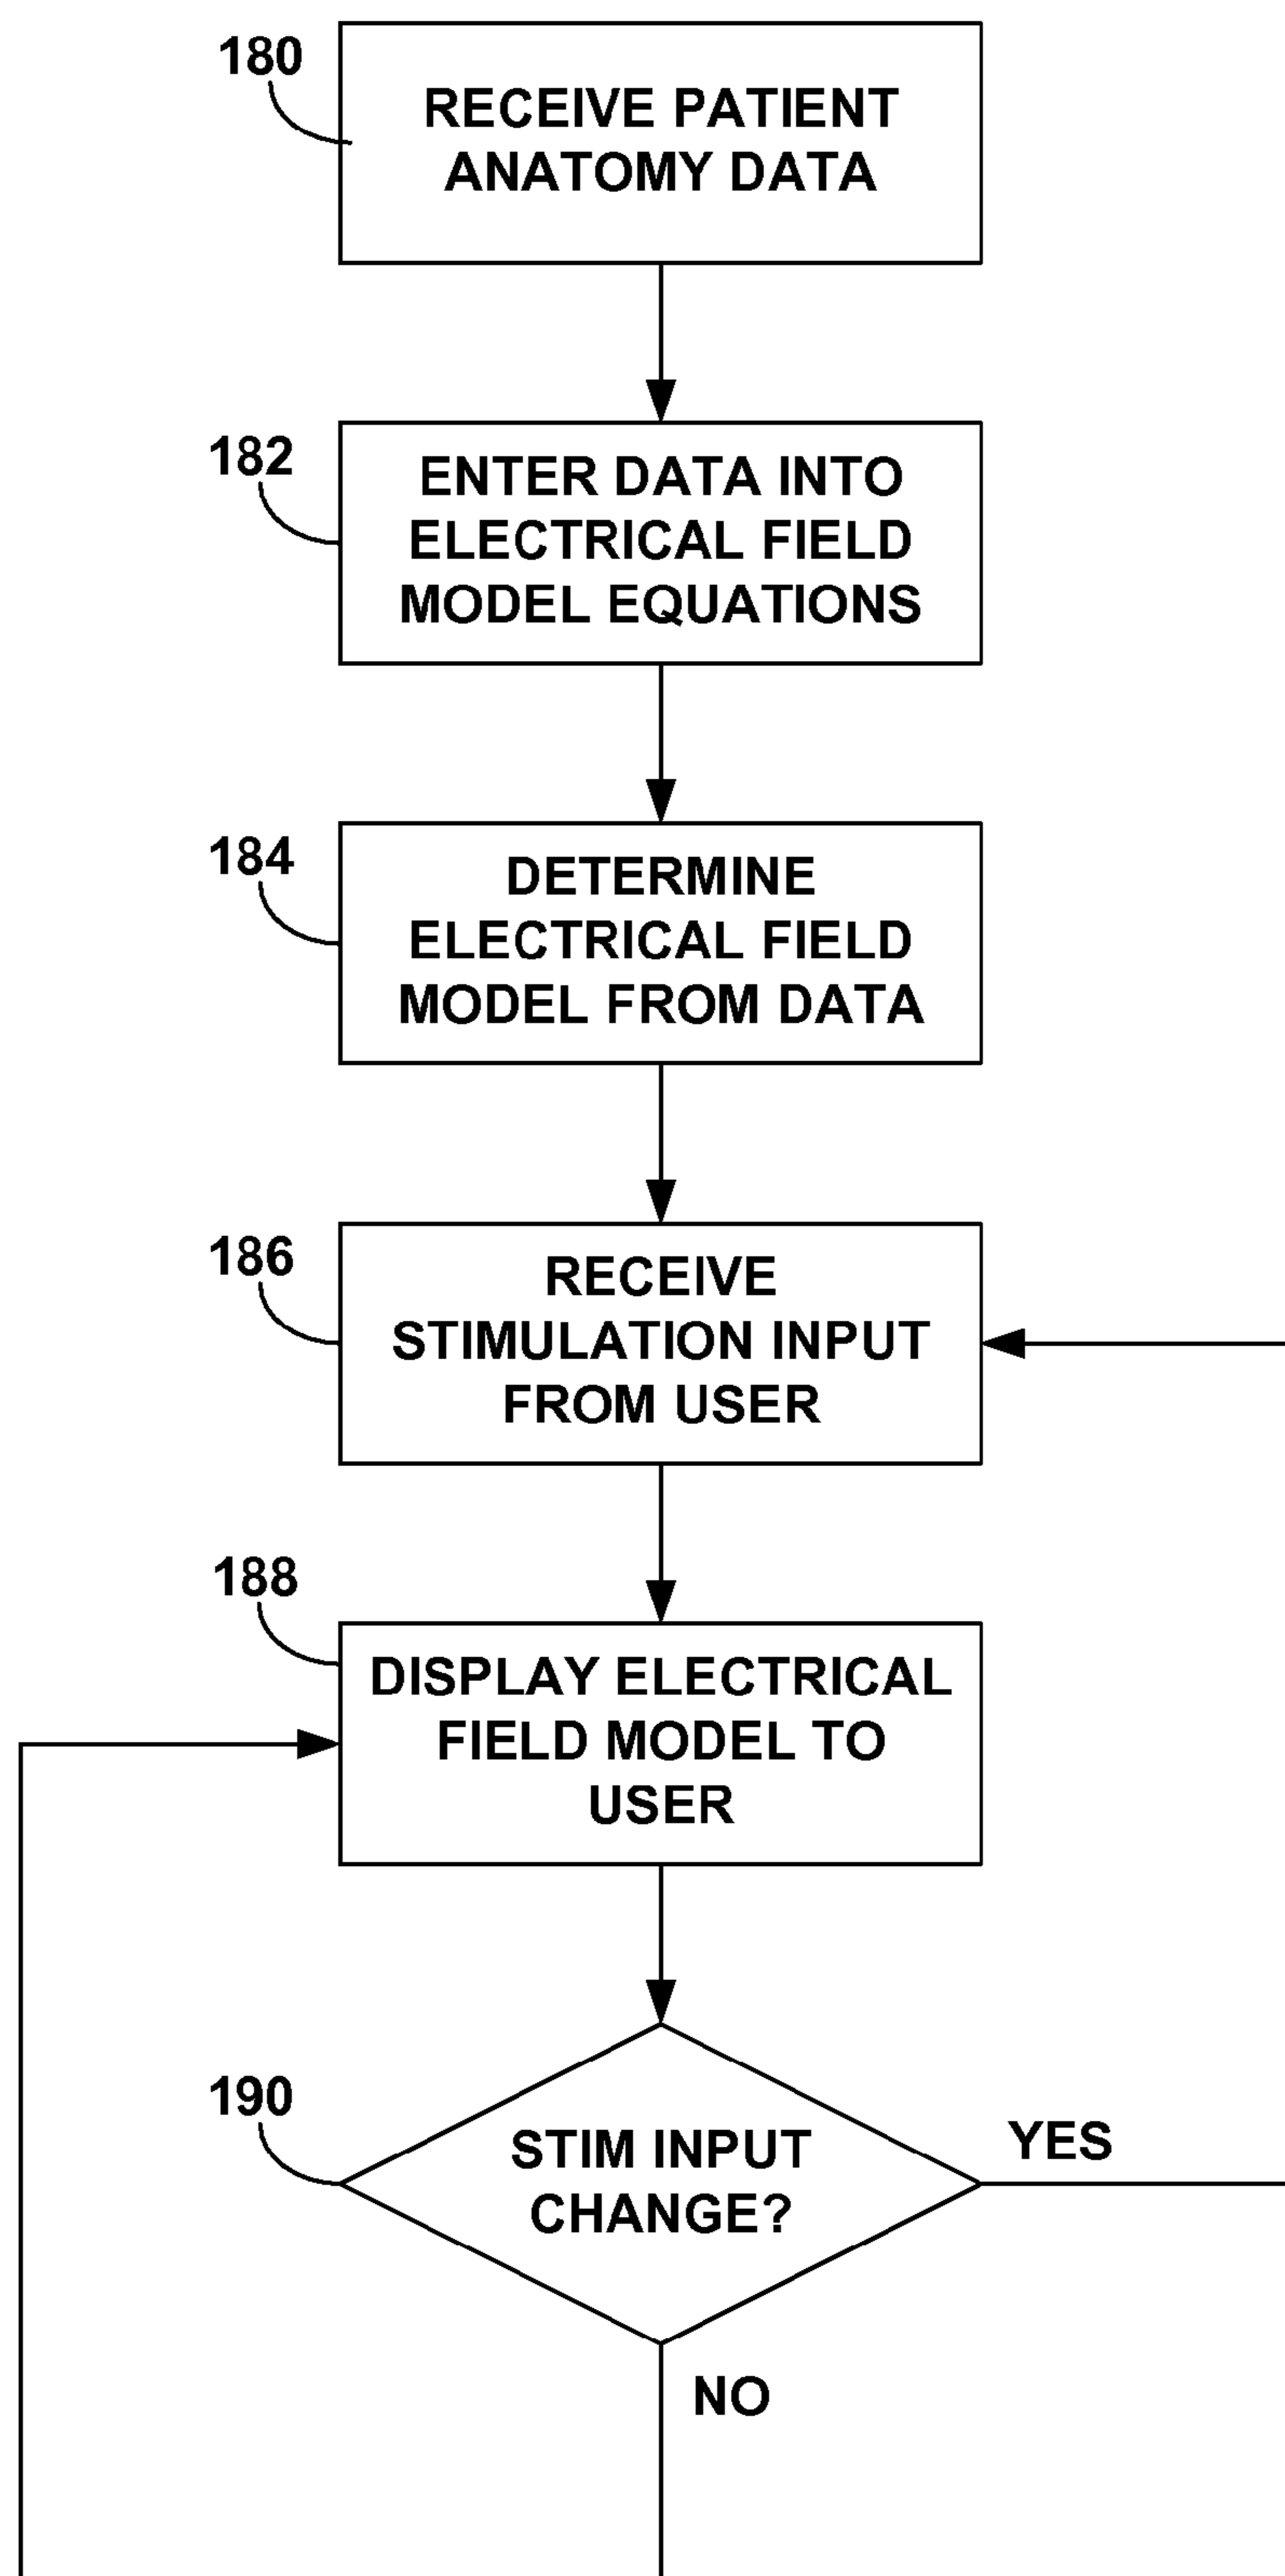 180
RECEIVE PATIENT
ANATOMY DATA
182
ENTER DATA INTO
ELECTRICAL FIELD
MODEL EQUATIONS
184
DETERMINE
ELECTRICAL FIELD
MODEL FROM DATA
186
RECEIVE
STIMULATION INPUT
FROM USER
188
DISPLAY ELECTRICAL
FIELD MODEL TO
USER
190
STIM INPUT
CHANGE?
YES
NO